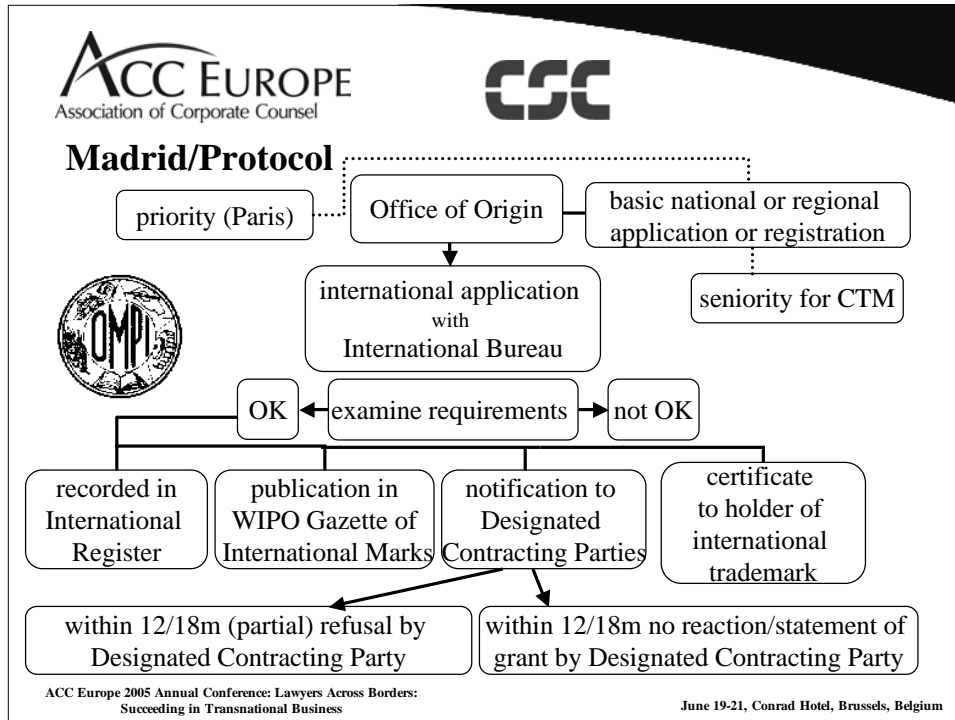 ACC EUROPE
Association of Corporate Counsel
CSC
Madrid/Protocol
priority (Paris)
Office of Origin
basic national or regional
application or registration
seniority for CTM
international application
with
International Bureau
OMPI
OK
examine requirements
not OK
recorded in
International
Register
publication in
WIPO Gazette of
International Marks
notification to
Designated
Contracting Parties
certificate
to holder of
international
trademark
within 12/18m (partial) refusal by
Designated Contracting Party
within 12/18m no reaction/statement of
grant by Designated Contracting Party
ACC Europe 2005 Annual Conference: Lawyers Across Borders:
Succeeding in Transnational Business
June 19-21, Conrad Hotel, Brussels, Belgium